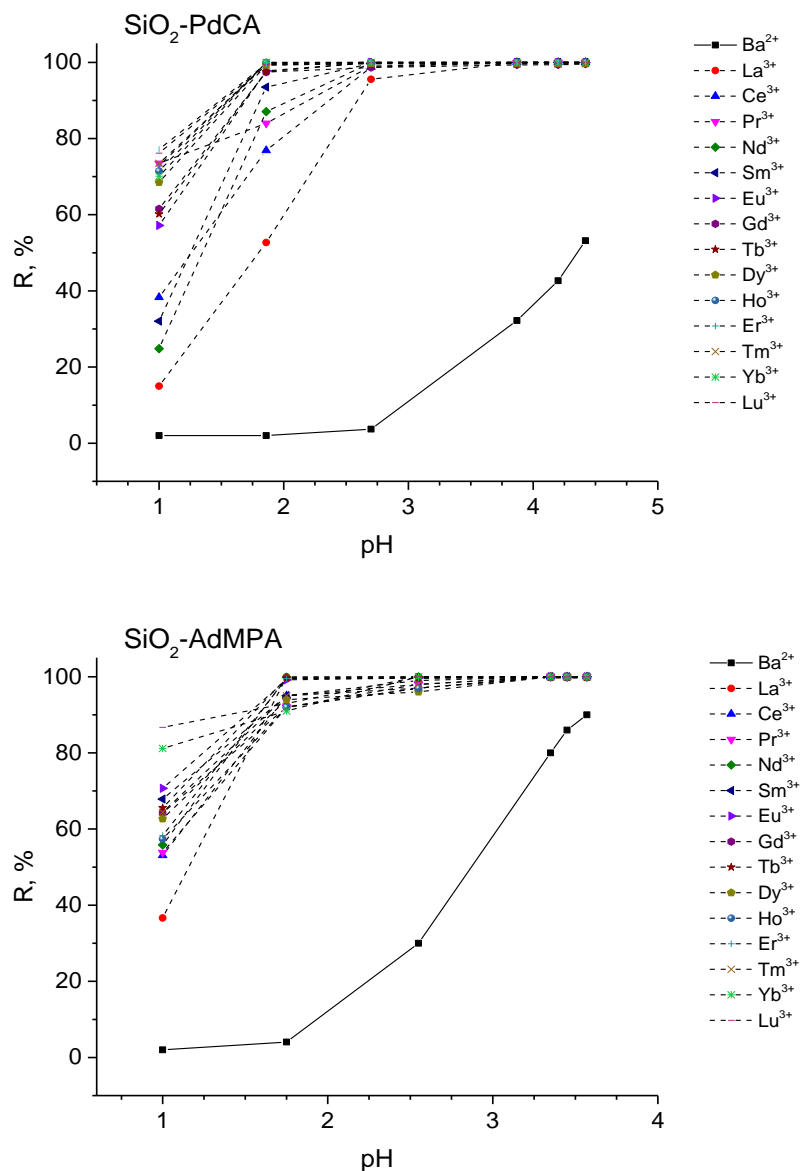 SiO₂-PdCA
R, %
100
80
60
40
20
0
1
2
3
4
5
pH
Ba²⁺
La³⁺
Ce³⁺
Pr³⁺
Nd³⁺
Sm³⁺
Eu³⁺
Gd³⁺
Tb³⁺
Dy³⁺
Ho³⁺
Er³⁺
Tm³⁺
Yb³⁺
Lu³⁺
SiO₂-AdMPA
R, %
100
80
60
40
20
0
1
2
3
4
pH
Ba²⁺
La³⁺
Ce³⁺
Pr³⁺
Nd³⁺
Sm³⁺
Eu³⁺
Gd³⁺
Tb³⁺
Dy³⁺
Ho³⁺
Er³⁺
Tm³⁺
Yb³⁺
Lu³⁺